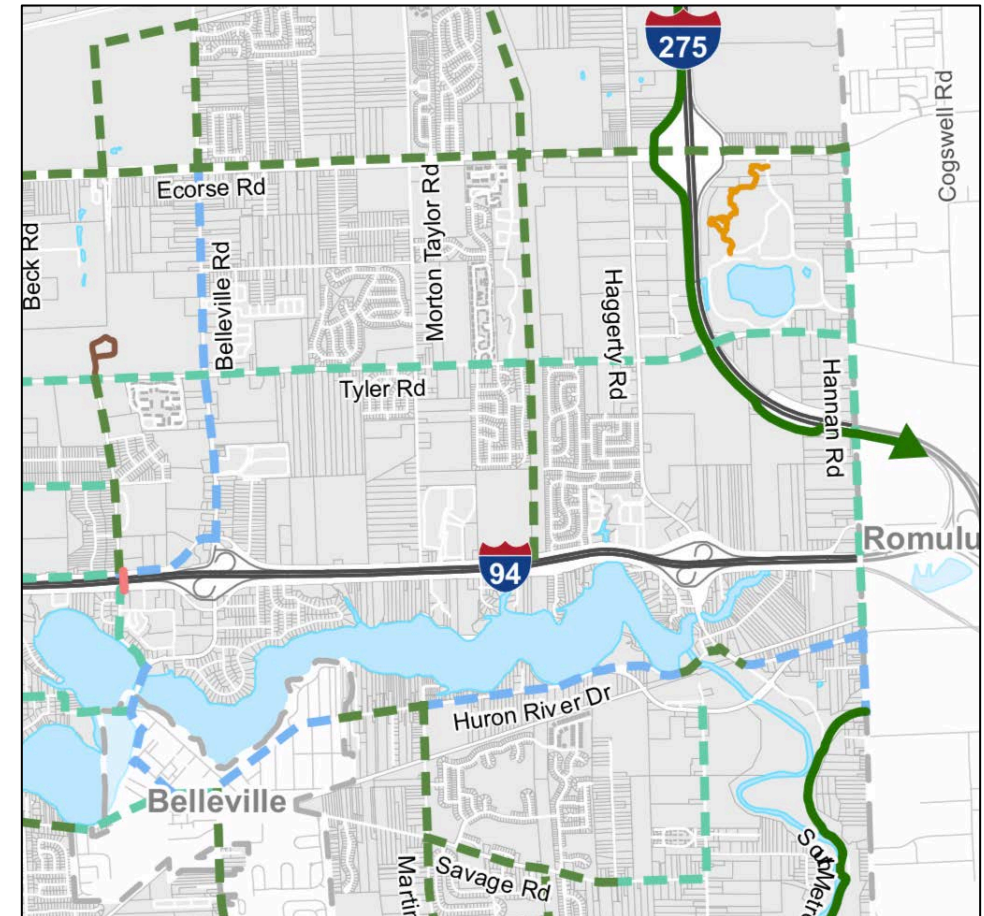 275
Cogswell Rd
Ecorse Rd
Beck Rd
Belleville Rd
Morton Taylor Rd
Haggerty Rd
Tyler Rd
Hannan Rd
Romulu
94
Huron River Dr
Belleville
Savage Rd
Martin
Metro